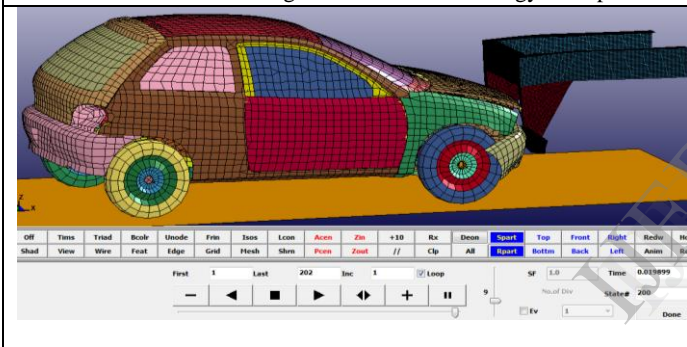 Z
X
Off Tims Triad Bcolr Unode Frin Isos Lcon Acen Zin +10 Rx Deon Spart Top Front Right Redw
Shad View Wire Feat Edge Grid Mesh Shrn Pcen Zout // Clp All Rpart Bottm Back Left Anim
First 1 Last 202 Inc 1 Loop SF 1.0 Time 0.019899
9 No.of Div State# 200
Ev 1 Done